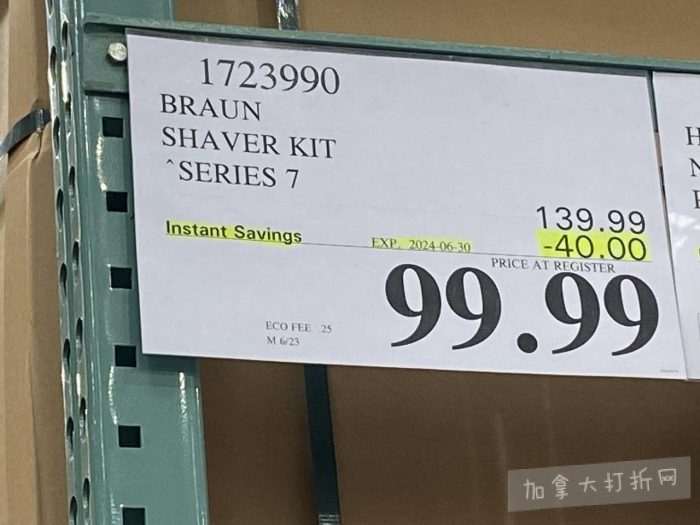 1723990
BRAUN
SHAVER KIT
^SERIES 7
139.99
Instant Savings EXP. 2024-06-30 -40.00
PRICE AT REGISTER
99.99
ECO FEE .25
M 6/23
H
N
加拿大打折网